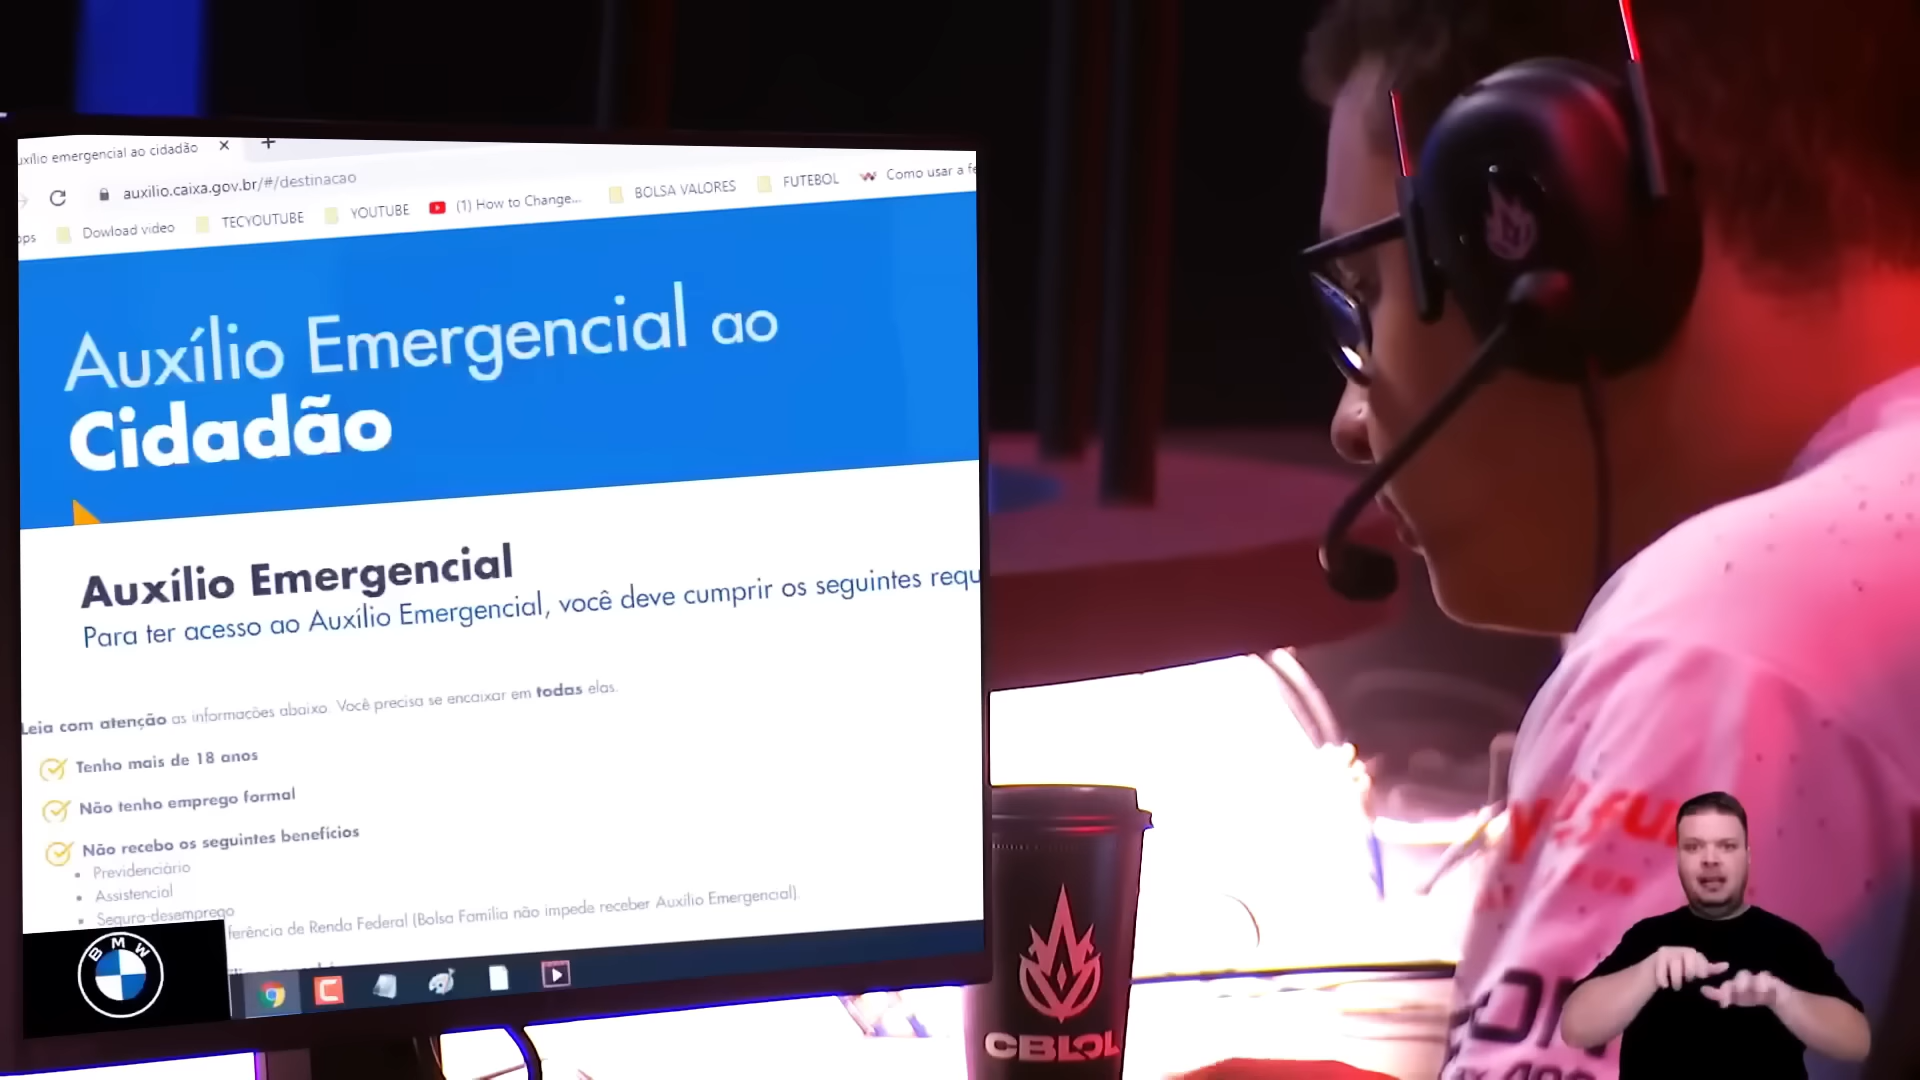 uxílio emergencial ao cidadão
auxilio.caixa.gov.br/#/destinacao
Dowload video
TECYOUTUBE
YOUTUBE
(1) How to Change...
BOLSA VALORES
FUTEBOL
Como usar a fe
Auxílio Emergencial ao
Cidadão
Auxílio Emergencial
Para ter acesso ao Auxílio Emergencial, você deve cumprir os seguintes requ
Leia com atenção as informações abaixo. Você precisa se encaixar em todas elas.
Tenho mais de 18 anos
Não tenho emprego formal
Não recebo os seguintes benefícios
Previdenciário
Assistencial
Seguro-desemprego
ferência de Renda Federal (Bolsa Família não impede receber Auxílio Emergencial).
BMW
CBLOL